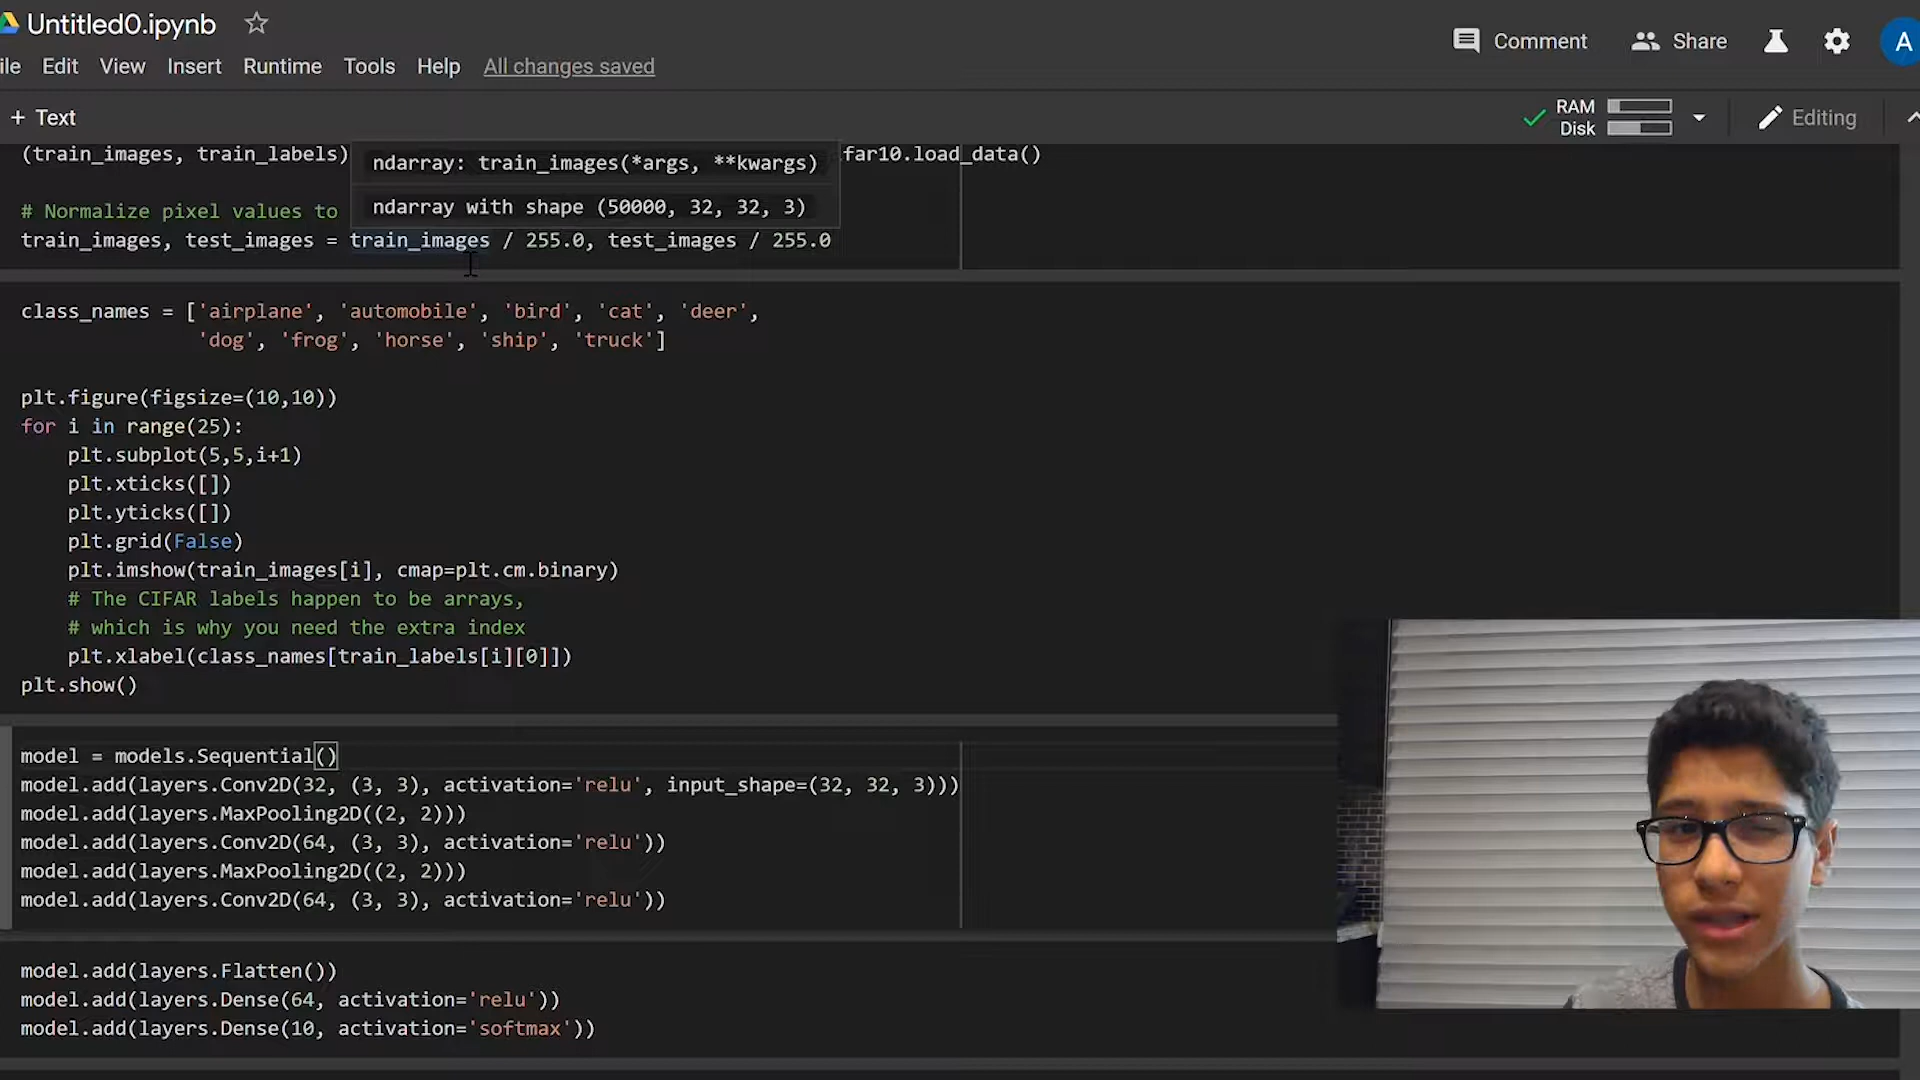 Untitled0.ipynb
Comment
Share
A
ile Edit View Insert Runtime Tools Help All changes saved
+ Text
RAM
Disk
Editing
(train_images, train_labels)
far10.load_data()
ndarray: train_images(*args, **kwargs)
ndarray with shape (50000, 32, 32, 3)
# Normalize pixel values to
train_images, test_images = train_images / 255.0, test_images / 255.0
class_names = ['airplane', 'automobile', 'bird', 'cat', 'deer',
'dog', 'frog', 'horse', 'ship', 'truck']
plt.figure(figsize=(10,10))
for i in range(25):
plt.subplot(5,5,i+1)
plt.xticks([])
plt.yticks([])
plt.grid(False)
plt.imshow(train_images[i], cmap=plt.cm.binary)
# The CIFAR labels happen to be arrays,
# which is why you need the extra index
plt.xlabel(class_names[train_labels[i][0]])
plt.show()
model = models.Sequential()
model.add(layers.Conv2D(32, (3, 3), activation='relu', input_shape=(32, 32, 3)))
model.add(layers.MaxPooling2D((2, 2)))
model.add(layers.Conv2D(64, (3, 3), activation='relu'))
model.add(layers.MaxPooling2D((2, 2)))
model.add(layers.Conv2D(64, (3, 3), activation='relu'))
model.add(layers.Flatten())
model.add(layers.Dense(64, activation='relu'))
model.add(layers.Dense(10, activation='softmax'))